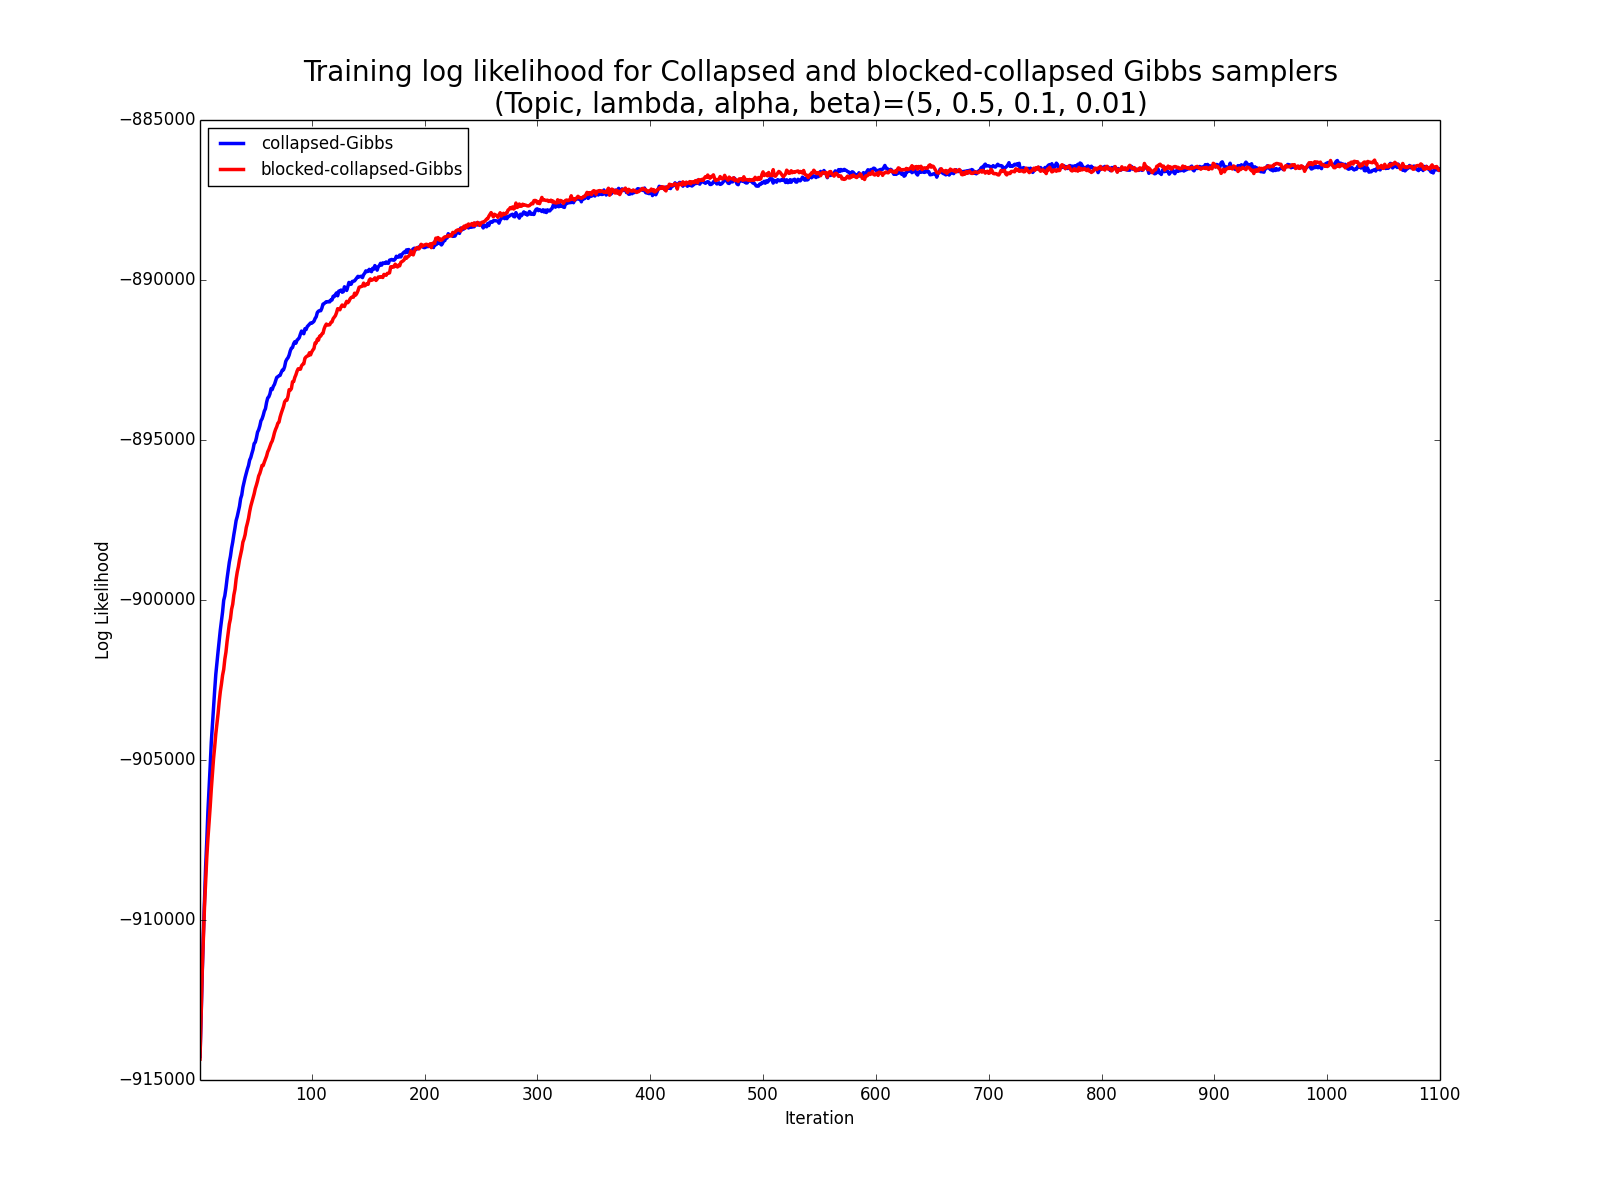 Training log likelihood for Collapsed and blocked-collapsed Gibbs samplers
(Topic, lambda, alpha, beta)=(5, 0.5, 0.1, 0.01)
−885000
collapsed-Gibbs
blocked-collapsed-Gibbs
−890000
−895000
−900000
−905000
−910000
−915000
Log Likelihood
100 200 300 400 500 600 700 800 900 1000 1100
Iteration